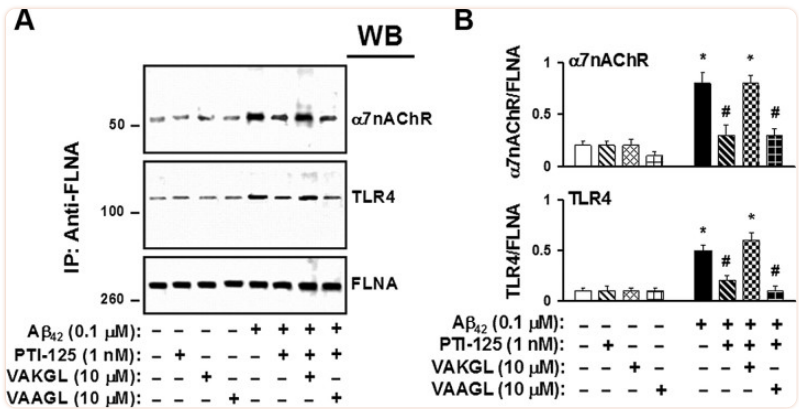 A
WB
IP: Anti-FLNA
50 –
α7nAChR
100 –
TLR4
260 –
FLNA
Aβ42 (0.1 μM): – – – – + + + +
PTI-125 (1 nM): – + – – – + + +
VAKGL (10 μM): – – + – – – + –
VAAGL (10 μM): – – – + – – – +
B
α7nAChR
α7nAChR/FLNA
1
0.5
0
* # * #
TLR4
TLR4/FLNA
1
0.5
0
* # * #
Aβ42 (0.1 μM): – – – – + + + +
PTI-125 (1 nM): – + – – – + + +
VAKGL (10 μM): – – + – – – + –
VAAGL (10 μM): – – – + – – – +